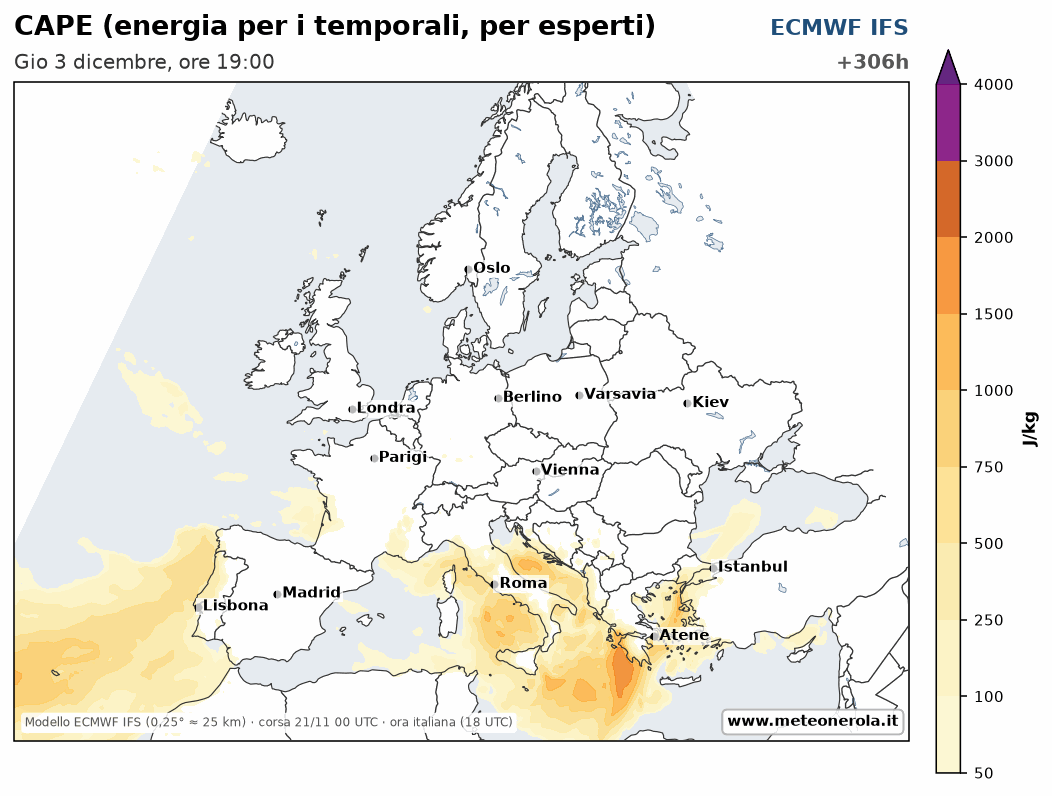 CAPE (energia per i temporali, per esperti)
ECMWF IFS
Gio 3 dicembre, ore 19:00
+306h
4000
3000
2000
1500
1000
750
500
250
100
50
J/kg
Oslo
Berlino
Varsavia
Kiev
Londra
Parigi
Vienna
Istanbul
Roma
Madrid
Lisbona
Atene
Modello ECMWF IFS (0,25° ≈ 25 km) · corsa 21/11 00 UTC · ora italiana (18 UTC)
www.meteonerola.it